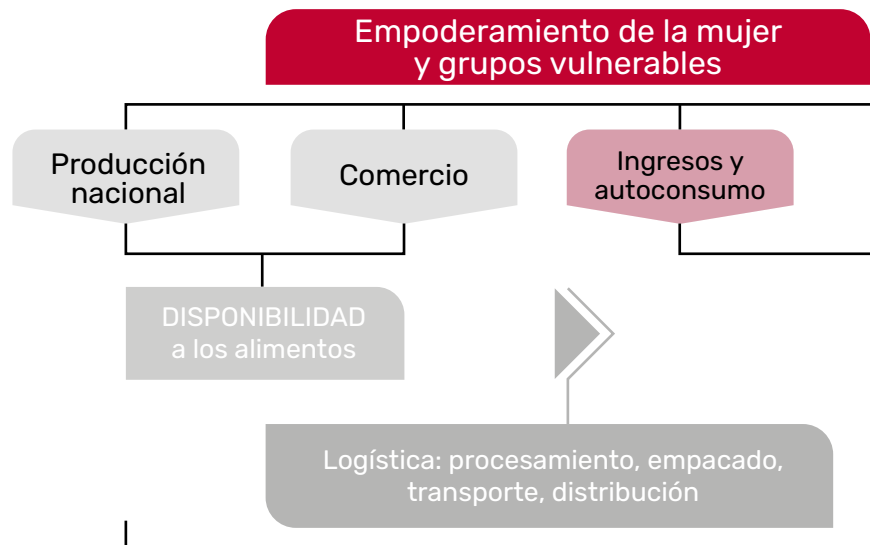 Empoderamiento de la mujer
y grupos vulnerables
Producción
nacional
Comercio
Ingresos y
autoconsumo
DISPONIBILIDAD
a los alimentos
Logística: procesamiento, empacado,
transporte, distribución